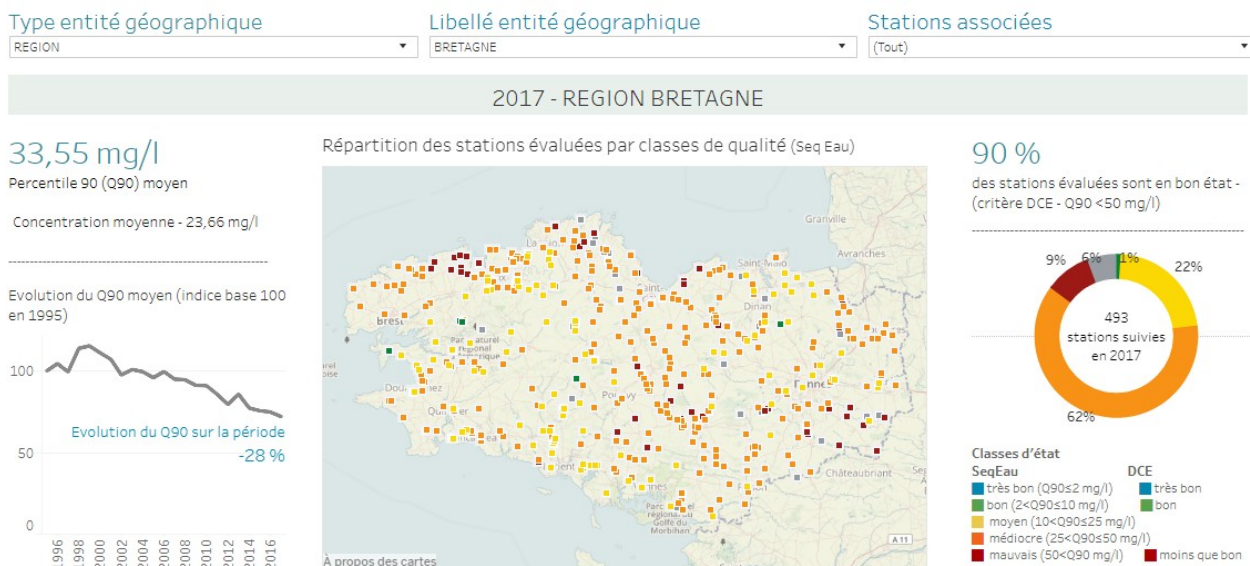 Type entité géographique
Libellé entité géographique
Stations associées
REGION
BRETAGNE
(Tout)
2017 - REGION BRETAGNE
33,55 mg/l
Percentile 90 (Q90) moyen
Concentration moyenne - 23,66 mg/l
Evolution du Q90 moyen (indice base 100
en 1995)
100
50
0
Evolution du Q90 sur la période
-28 %
1996
1998
2000
2002
2004
2006
2008
2010
2012
2014
2016
Répartition des stations évaluées par classes de qualité (Seq Eau)
Granville
Avranches
Saint-Malo
Dinan
Brest
Parc naturel
régional
Quimper
Pontivy
Rennes
Châteaubriant
Parc naturel
régional du
Golfe du
Morbihan
A 11
À propos des cartes
90 %
des stations évaluées sont en bon état -
(critère DCE - Q90 <50 mg/l)
9%
6%
1%
22%
62%
493
stations suivies
en 2017
Classes d'état
SeqEau
DCE
très bon (Q90≤2 mg/l)
très bon
bon (2<Q90≤10 mg/l)
bon
moyen (10<Q90≤25 mg/l)
médiocre (25<Q90≤50 mg/l)
mauvais (50<Q90 mg/l)
moins que bon